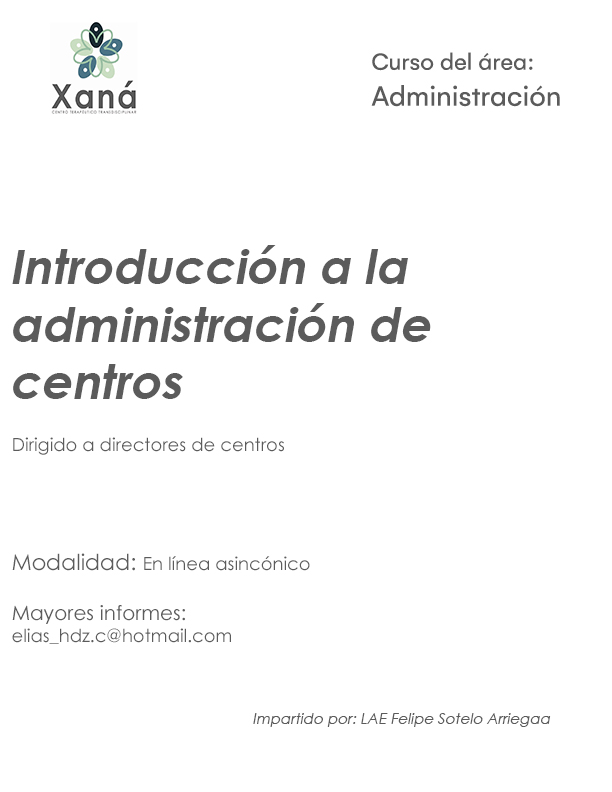 Xaná
CENTRO TERAPÉUTICO TRANSDISCIPLINAR
Curso del área:
Administración
Introducción a la
administración de
centros
Dirigido a directores de centros
Modalidad: En línea asincónico
Mayores informes:
elias_hdz.c@hotmail.com
Impartido por: LAE Felipe Sotelo Arriegaa